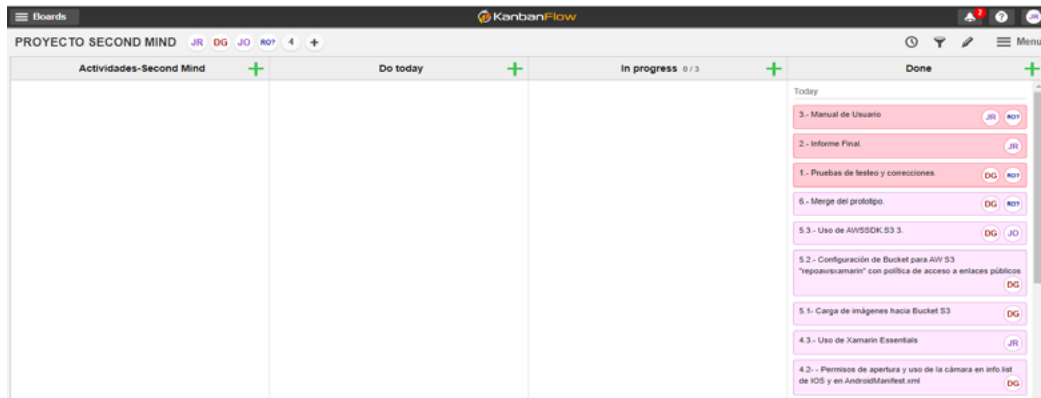 Boards
KanbanFlow
2
?
JR
PROYECTO SECOND MIND JR DG JO RO? 4 +
Menu
Actividades-Second Mind
Do today
In progress 0 / 3
Done
Today
3.- Manual de Usuario
JR RO?
2.- Informe Final.
JR
1.- Pruebas de testeo y correcciones.
DG RO?
6.- Merge del prototipo.
DG RO?
5.3.- Uso de AWSSDK.S3 3.
DG JO
5.2.- Configuración de Bucket para AW S3
"repoawsxamarin" con política de acceso a enlaces públicos
DG
5.1- Carga de imágenes hacia Bucket S3
DG
4.3.- Uso de Xamarin Essentials
JR
4.2- - Permisos de apertura y uso de la cámara en info.list
de IOS y en AndroidManifest.xml
DG